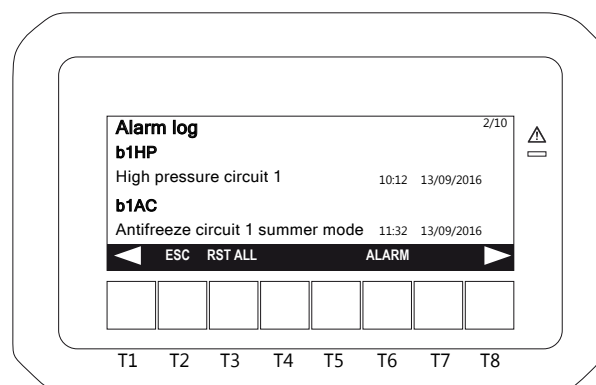 Alarm log 2/10
b1HP
High pressure circuit 1 10:12 13/09/2016
b1AC
Antifreeze circuit 1 summer mode 11:32 13/09/2016
ESC RST ALL ALARM
T1 T2 T3 T4 T5 T6 T7 T8